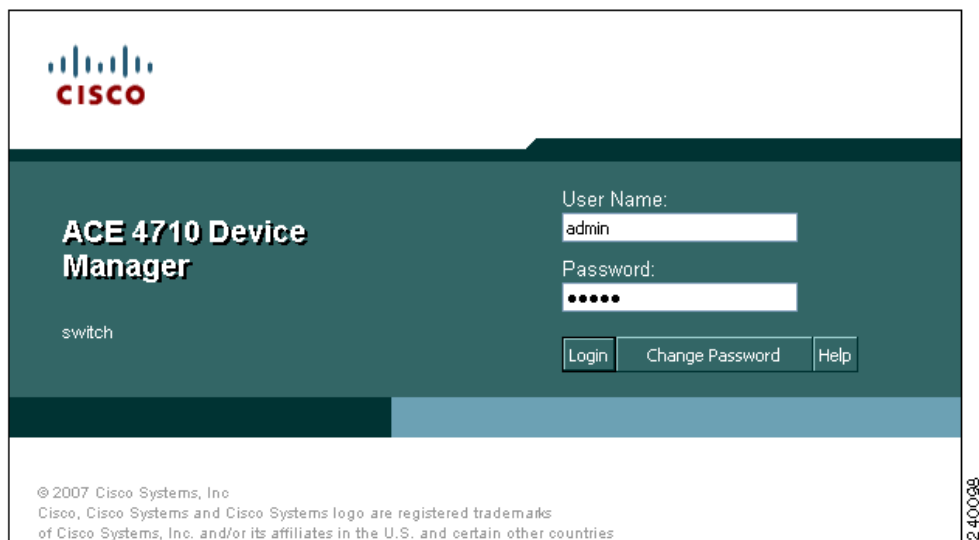 CISCO
ACE 4710 Device
Manager
switch
User Name:
admin
Password:
•••••
Login
Change Password
Help
© 2007 Cisco Systems, Inc
Cisco, Cisco Systems and Cisco Systems logo are registered trademarks
of Cisco Systems, Inc. and/or its affiliates in the U.S. and certain other countries
240098